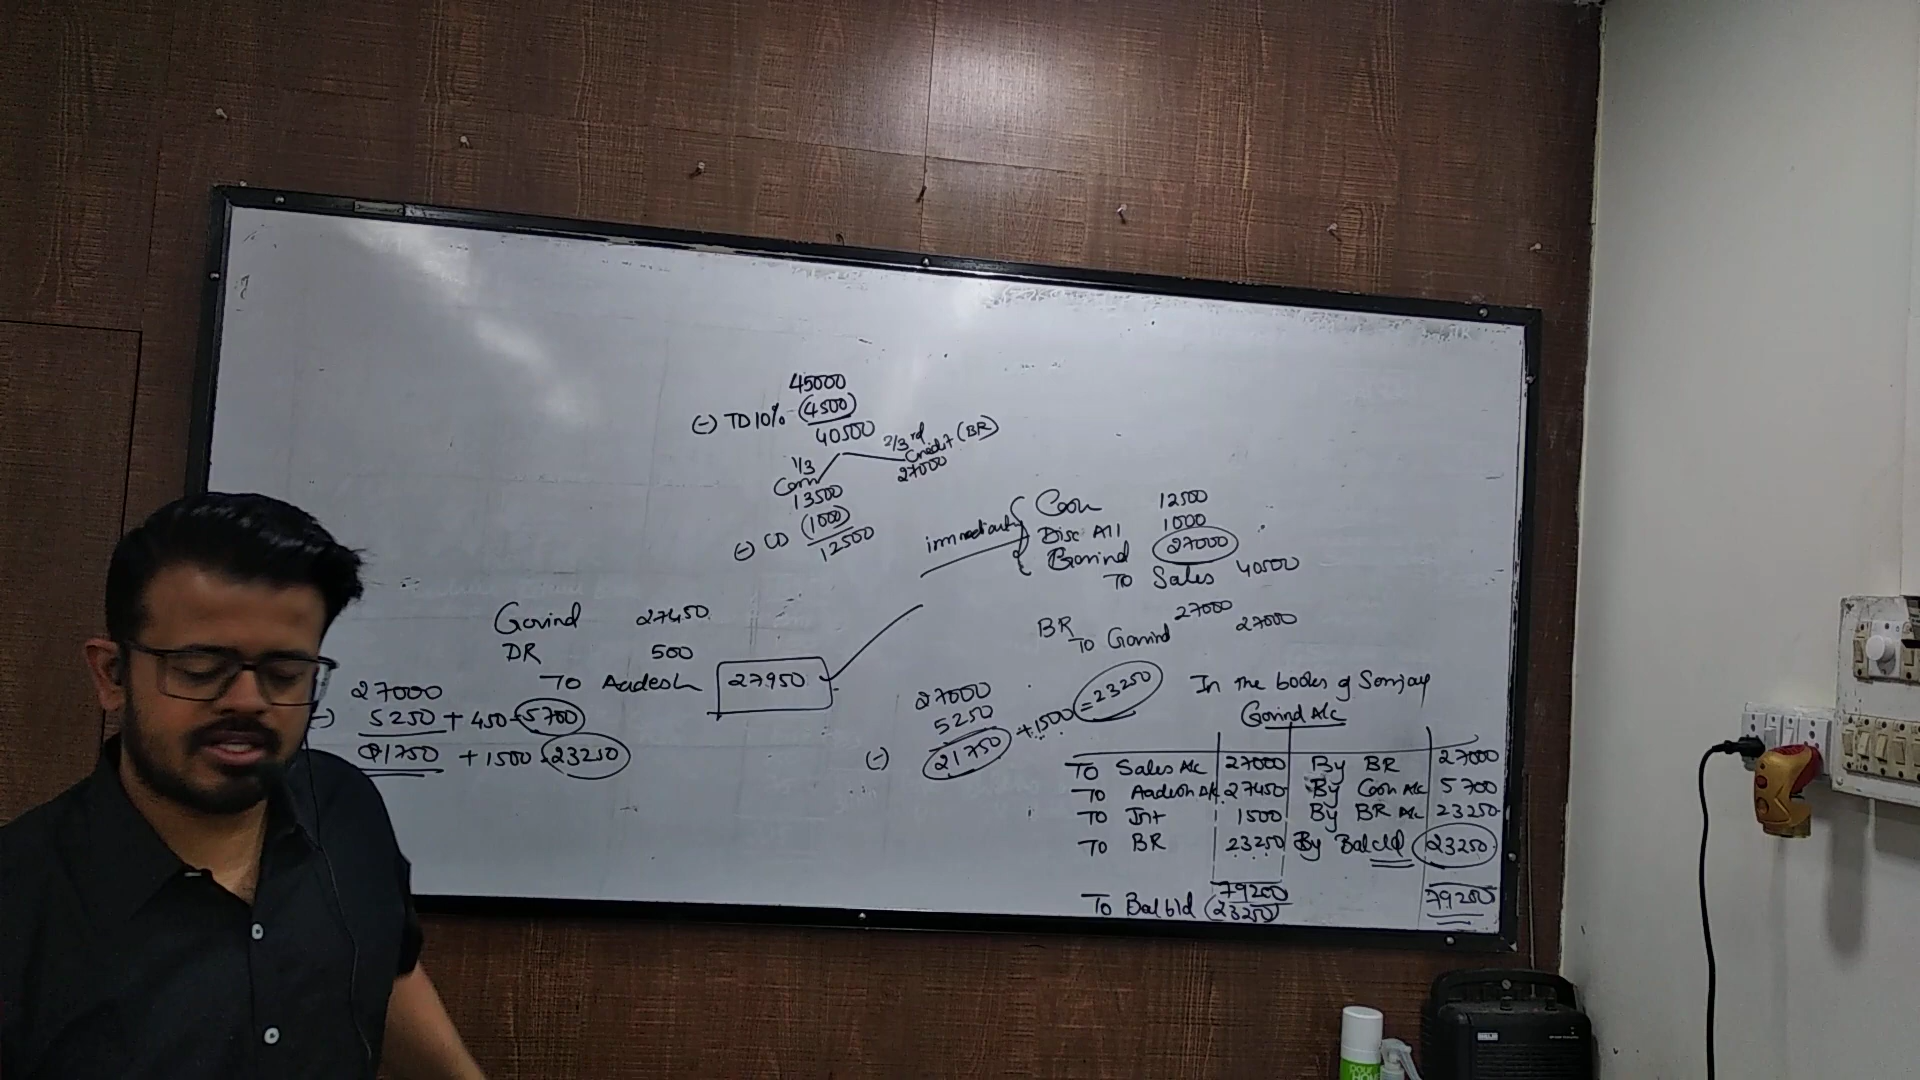 45000
(-) TD 10% (4500)
40500
1/3 2/3rd
Cash Credit (BR)
13500 27000
(-) CD (1000)
12500
immediately Cash 12500
Disc All 1000
Govind 27000
To Sales 40500
BR 27000
To Govind 27000
Govind 27450
DR 500
To Aadesh 27950
27000
(-) 5250 + 450 = 5700
21750 + 1500 = 23250
27000
(-) 5250
21750 + 1500 = 23250
In the books of Sanjay
Govind A/c
To Sales A/c 27000 By BR 27000
To Aadesh A/c 27450 By Cash A/c 5700
To Int 1500 By BR A/c 23250
To BR 23250 By Bal c/d 23250
79200 79200
To Bal b/d (23250)